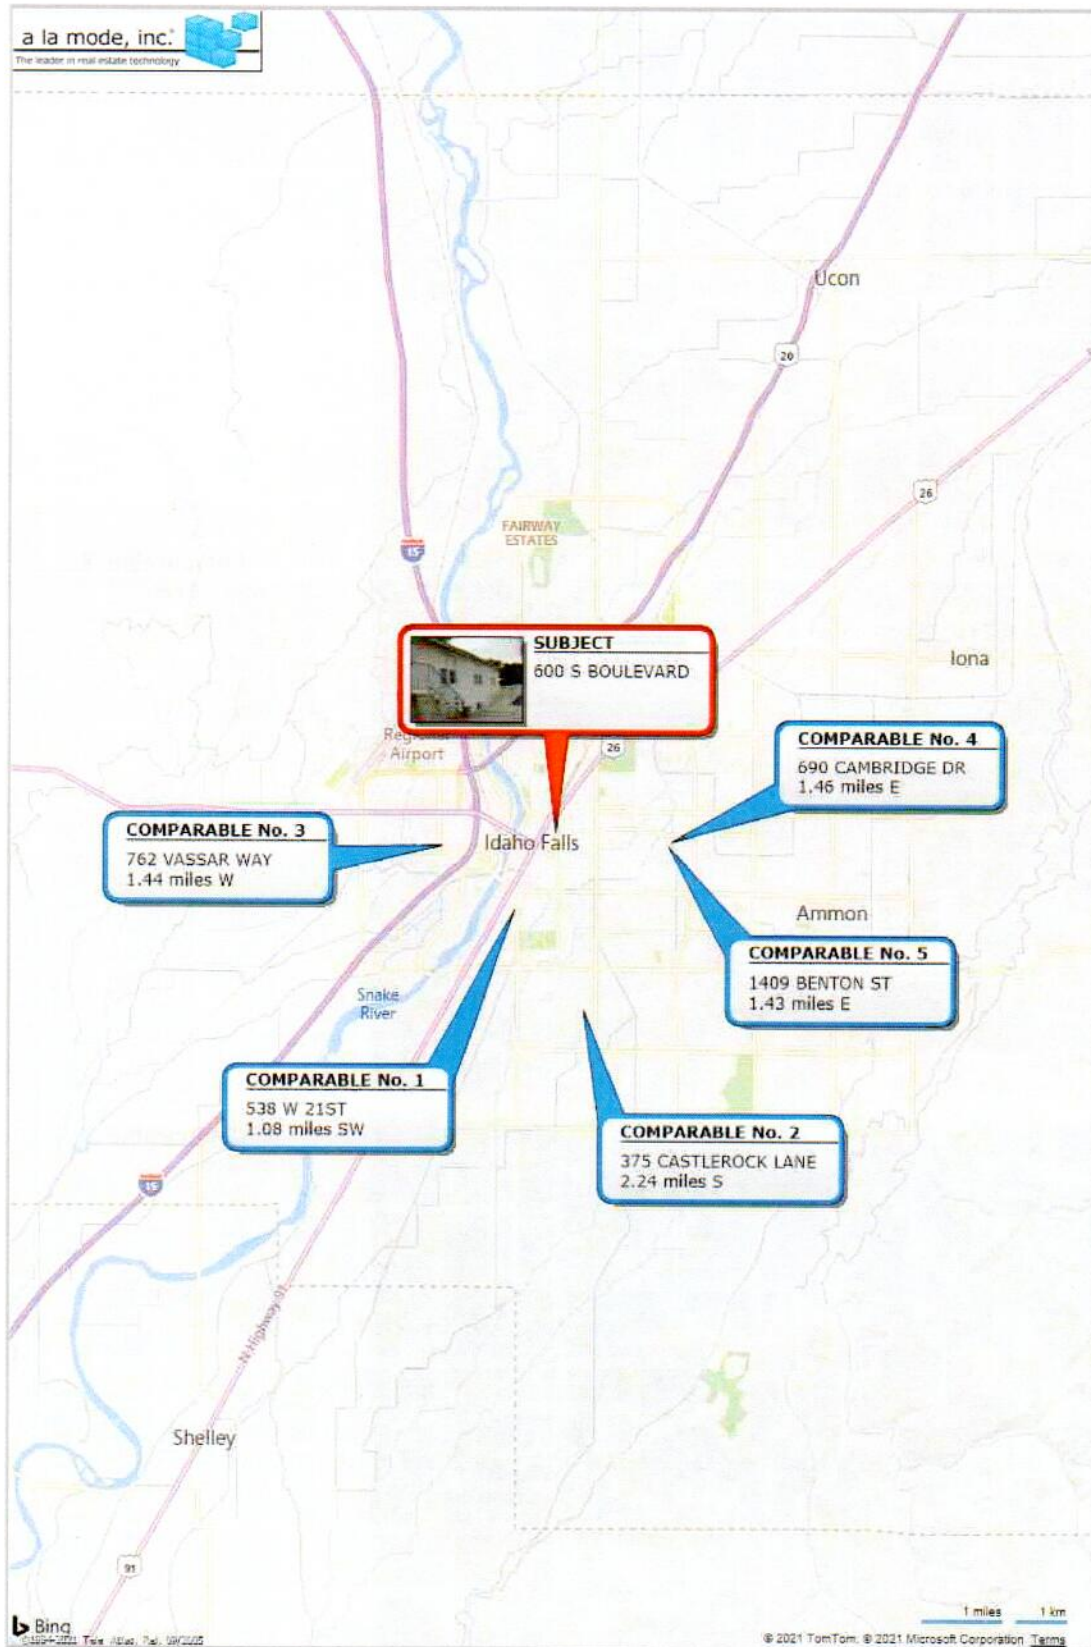 a la mode, inc.
The leader in real estate technology
Ucon
20
26
FAIRWAY
ESTATES
15
SUBJECT
600 S BOULEVARD
Iona
Airport
26
COMPARABLE No. 4
690 CAMBRIDGE DR
1.46 miles E
COMPARABLE No. 3
762 VASSAR WAY
1.44 miles W
Idaho Falls
Ammon
COMPARABLE No. 5
1409 BENTON ST
1.43 miles E
Snake
River
COMPARABLE No. 1
538 W 21ST
1.08 miles SW
COMPARABLE No. 2
375 CASTLEROCK LANE
2.24 miles S
15
N Highway 91
Shelley
91
Bing
1 miles 1 km
© 2021 TomTom, © 2021 Microsoft Corporation Terms